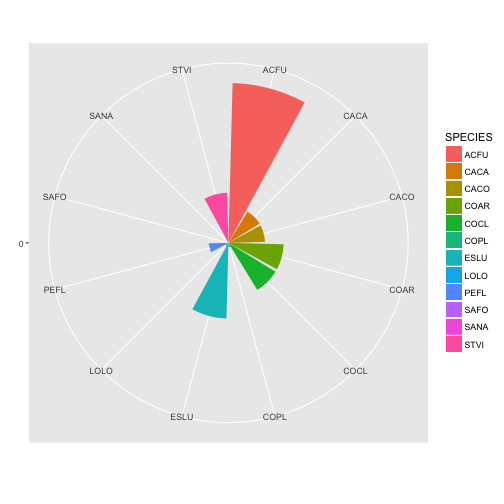 STVI
ACFU
SANA
CACA
SAFO
CACO
0
PEFL
COAR
LOLO
COCL
ESLU
COPL
SPECIES
ACFU
CACA
CACO
COAR
COCL
COPL
ESLU
LOLO
PEFL
SAFO
SANA
STVI